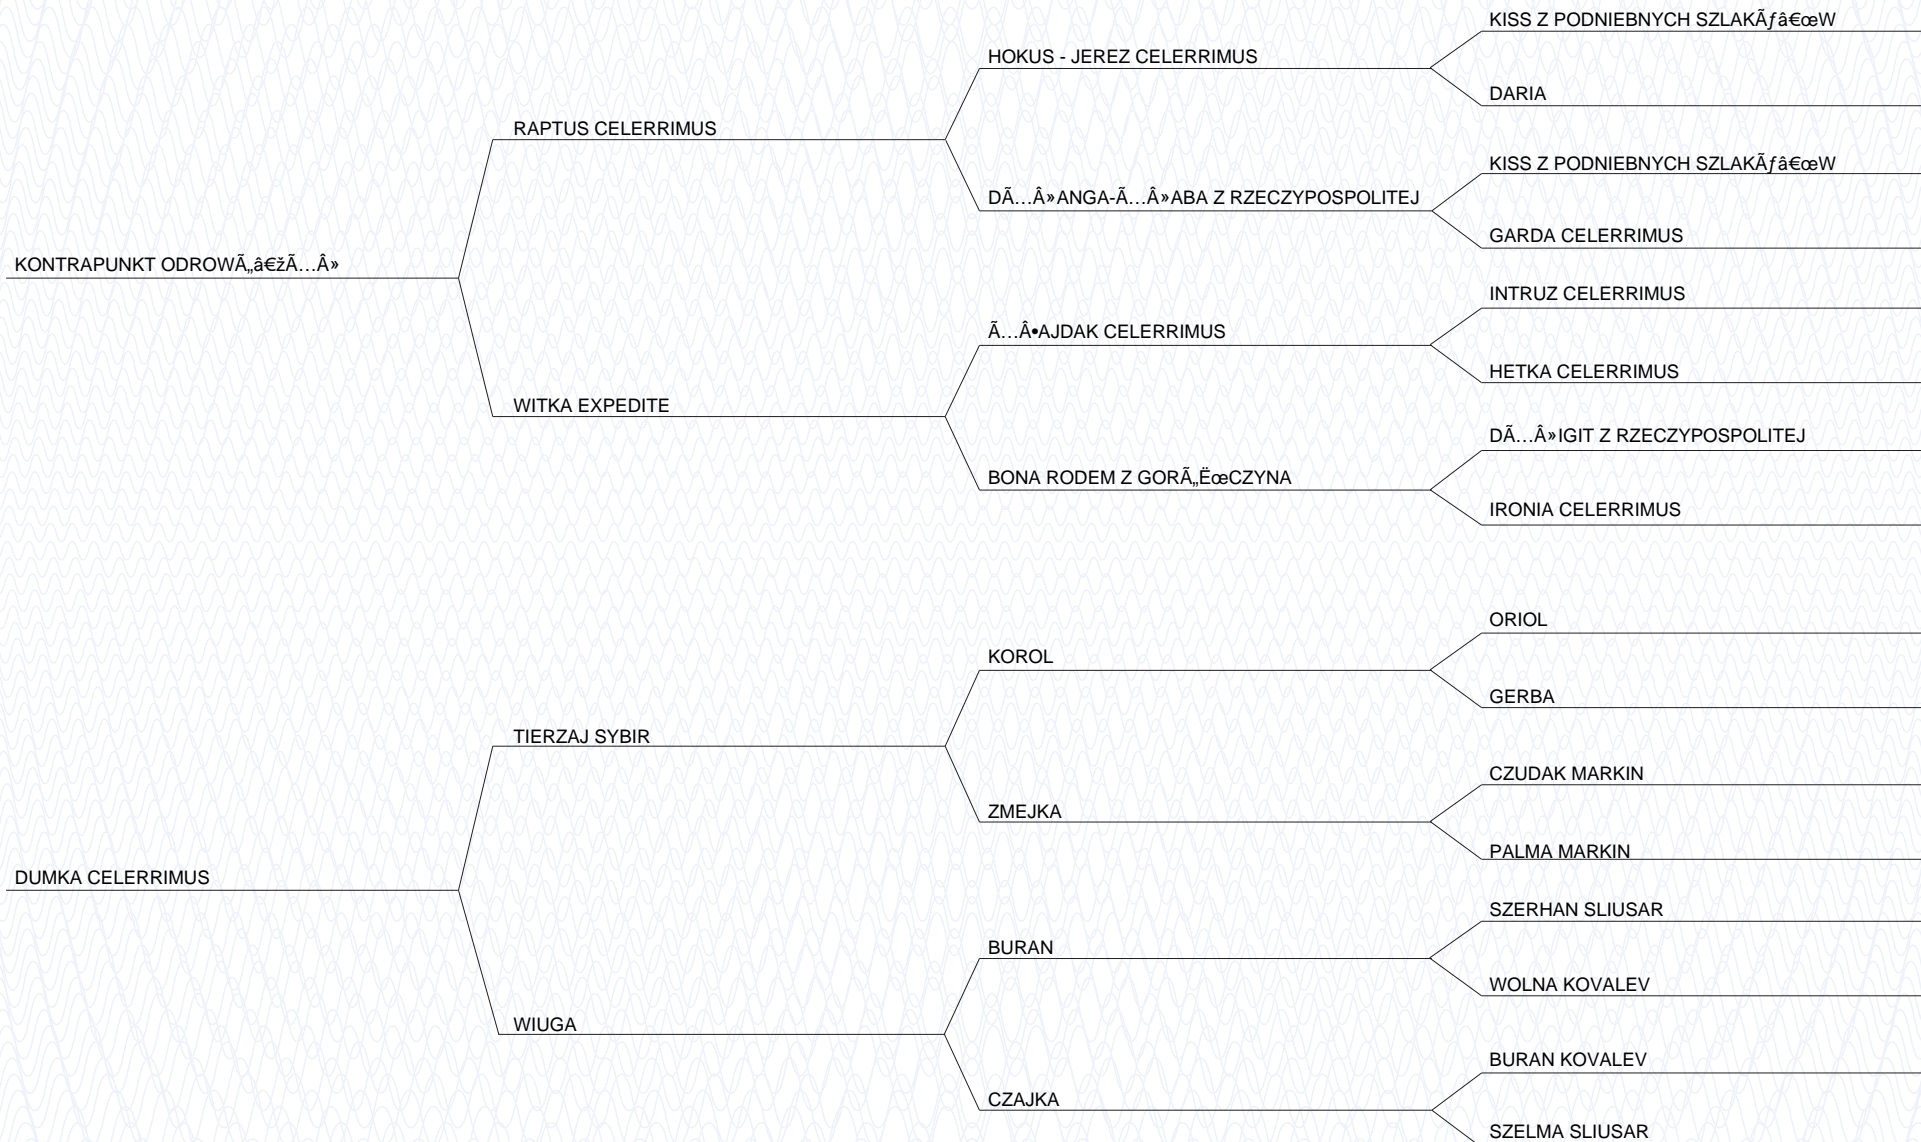 KISS Z PODNIEBNYCH SZLAKÃƒâ€œW
HOKUS - JEREZ CELERRIMUS
DARIA
RAPTUS CELERRIMUS
KISS Z PODNIEBNYCH SZLAKÃƒâ€œW
DÃ…Â»ANGA-Ã…Â»ABA Z RZECZYPOSPOLITEJ
GARDA CELERRIMUS
KONTRAPUNKT ODROWÃ„â€žÃ…Â»
INTRUZ CELERRIMUS
Ã…Â•AJDAK CELERRIMUS
HETKA CELERRIMUS
WITKA EXPEDITE
DÃ…Â»IGIT Z RZECZYPOSPOLITEJ
BONA RODEM Z GORÃ„ËœCZYNA
IRONIA CELERRIMUS
ORIOL
KOROL
GERBA
TIERZAJ SYBIR
CZUDAK MARKIN
ZMEJKA
PALMA MARKIN
DUMKA CELERRIMUS
SZERHAN SLIUSAR
BURAN
WOLNA KOVALEV
WIUGA
BURAN KOVALEV
CZAJKA
SZELMA SLIUSAR